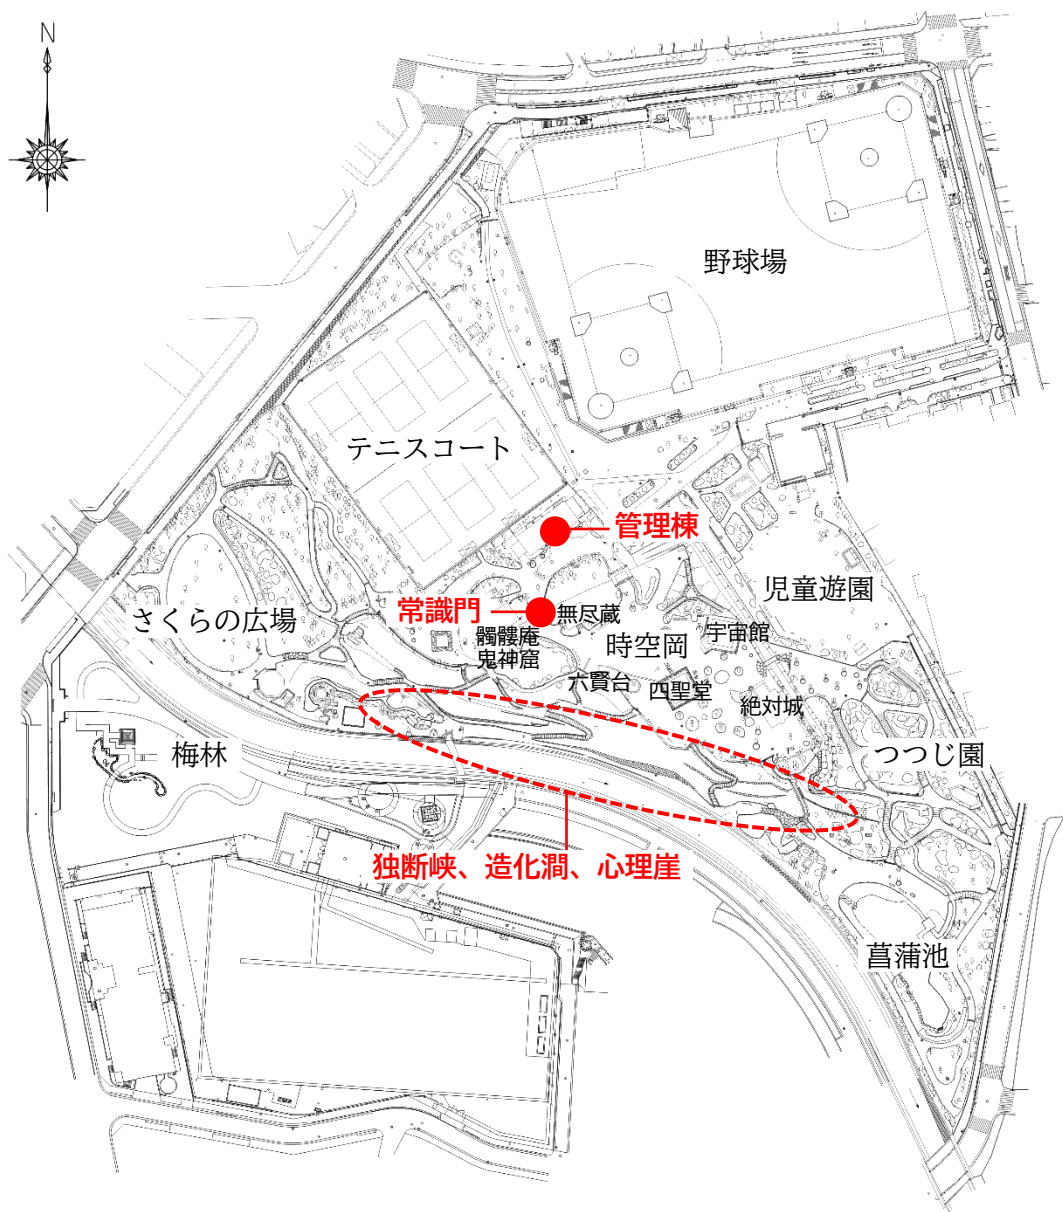 N
野球場
テニスコート
管理棟
児童遊園
常識門
無尽蔵
さくらの広場
髑髏庵
鬼神窟
時空岡
宇宙館
六賢台
四聖堂
絶対城
梅林
つつじ園
独断峡、造化澗、心理崖
菖蒲池